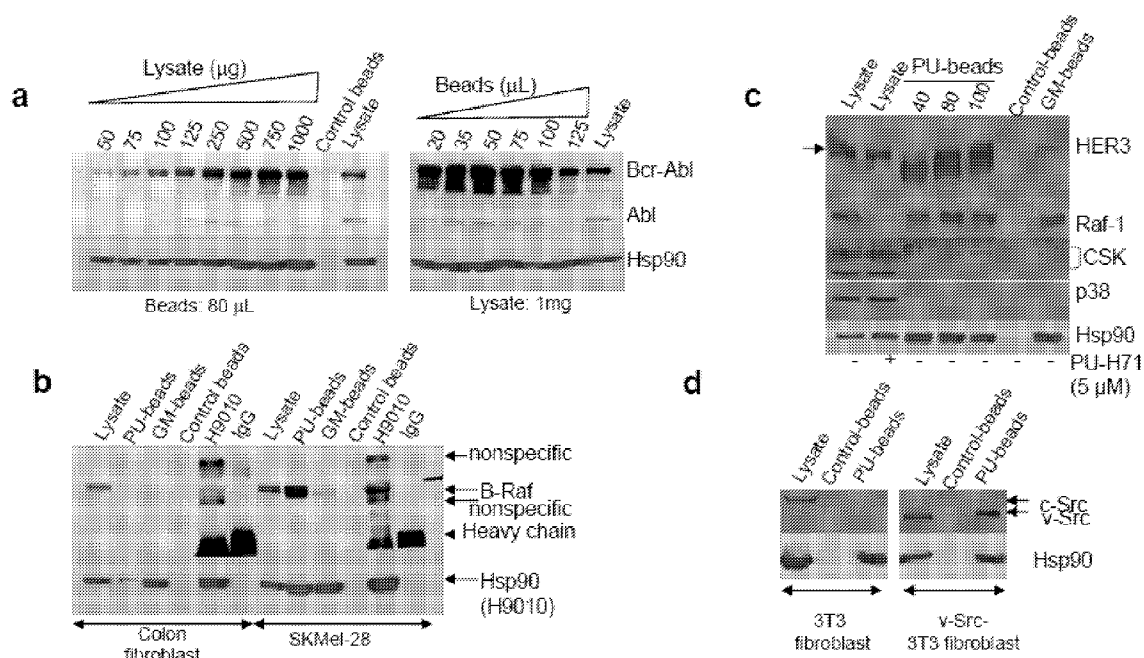 a
Lysate (µg)
50 75 100 125 250 500 750 1000 Control beads Lysate
Beads: 80 µL
Beads (µL)
20 35 50 75 100 125 Lysate
Lysate: 1mg
Bcr-Abl
Abl
Hsp90
b
Lysate PU-beads GM-beads Control beads H9010 IgG Lysate PU-beads GM-beads Control beads H9010 IgG
nonspecific
B-Raf
nonspecific
Heavy chain
Hsp90
(H9010)
Colon
fibroblast
SKMel-28
c
PU-beads
Lysate Lysate 40 80 100 Control-beads GM-beads
HER3
Raf-1
CSK
p38
Hsp90
- + - - - - -
PU-H71
(5 µM)
d
Lysate Control-beads PU-beads Lysate Control-beads PU-beads
c-Src
v-Src
Hsp90
3T3
fibroblast
v-Src-
3T3 fibroblast